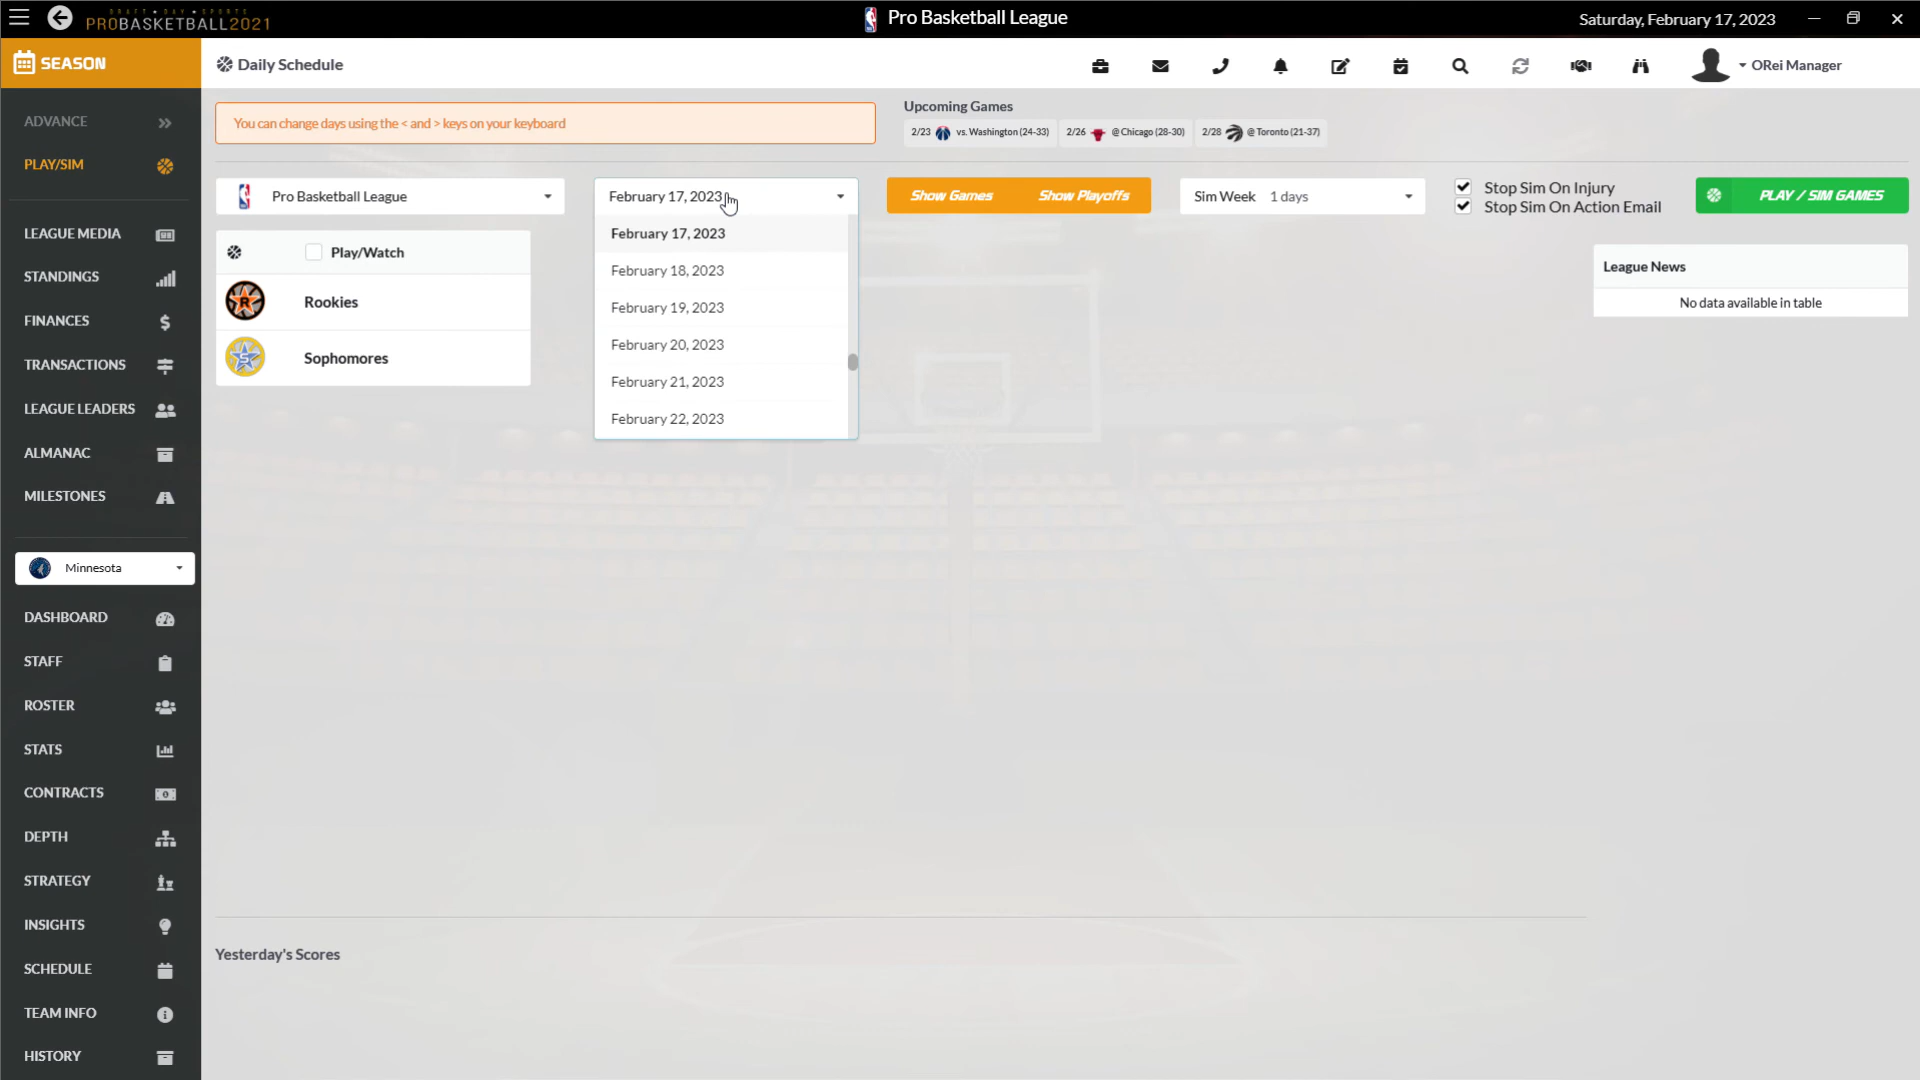 DRAFT • DAY • SPORTS
PROBASKETBALL2021
Pro Basketball League
Saturday, February 17, 2023
SEASON
Daily Schedule
ORei Manager
ADVANCE
PLAY/SIM
LEAGUE MEDIA
STANDINGS
FINANCES
TRANSACTIONS
LEAGUE LEADERS
ALMANAC
MILESTONES
Minnesota
DASHBOARD
STAFF
ROSTER
STATS
CONTRACTS
DEPTH
STRATEGY
INSIGHTS
SCHEDULE
TEAM INFO
HISTORY
You can change days using the < and > keys on your keyboard
Upcoming Games
2/23 vs. Washington (24-33) 2/26 @ Chicago (28-30) 2/28 @ Toronto (21-37)
Pro Basketball League
February 17, 2023
Show Games Show Playoffs
Sim Week 1 days
Stop Sim On Injury
Stop Sim On Action Email
PLAY / SIM GAMES
Play/Watch
Rookies
Sophomores
February 17, 2023
February 18, 2023
February 19, 2023
February 20, 2023
February 21, 2023
February 22, 2023
League News
No data available in table
Yesterday's Scores